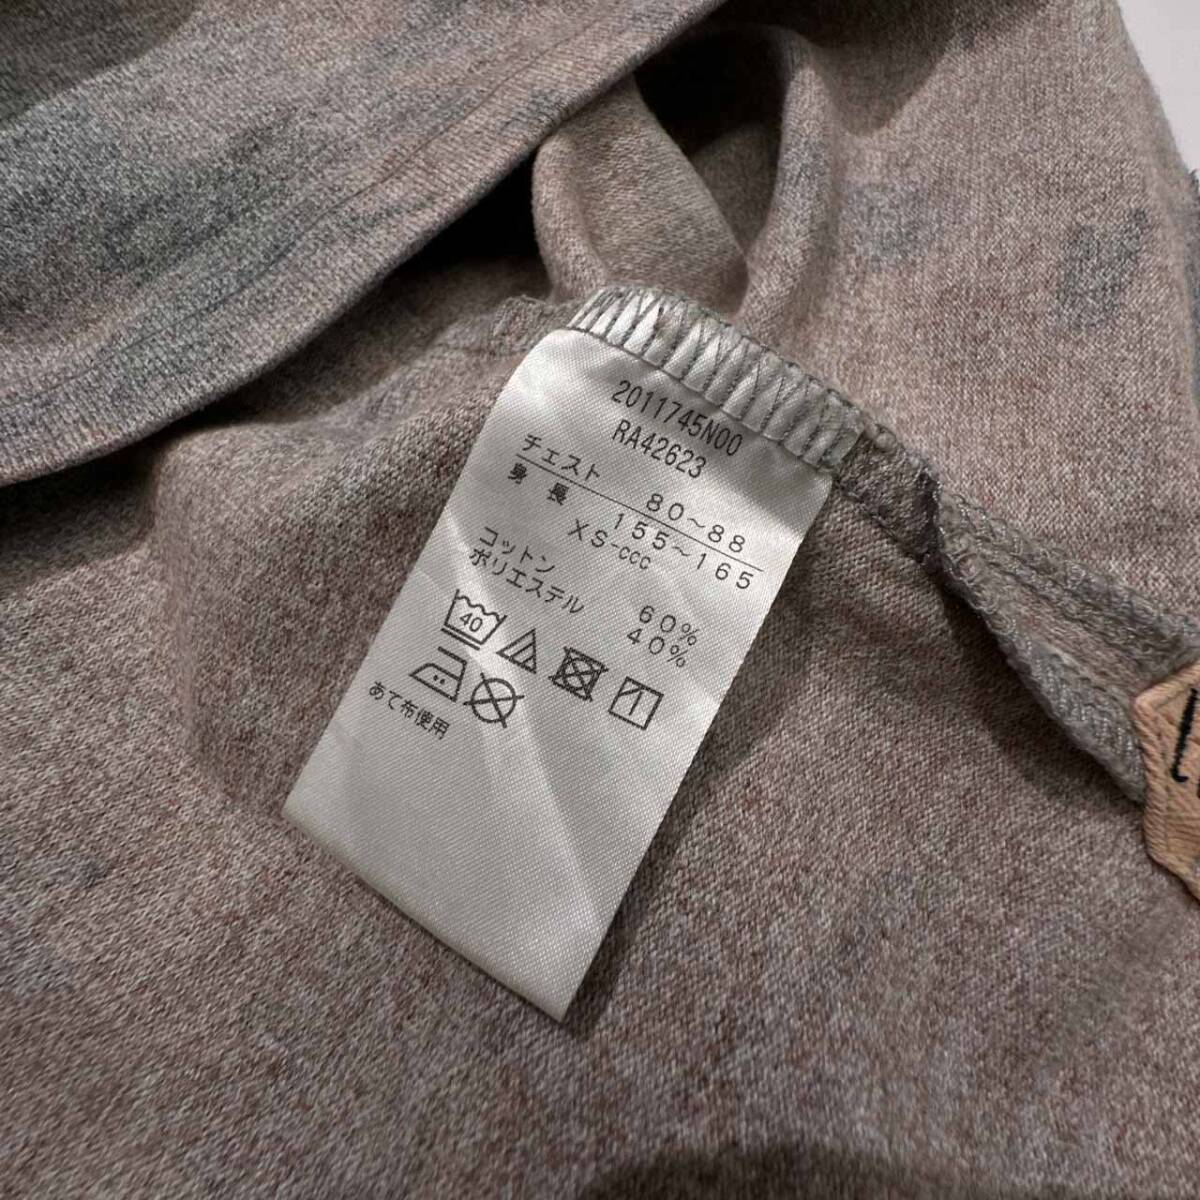 2011745N00
RA42623
チェスト 80~88
身長 155~165
XS-ccc
コットン 60%
ポリエステル 40%
40
あて布使用